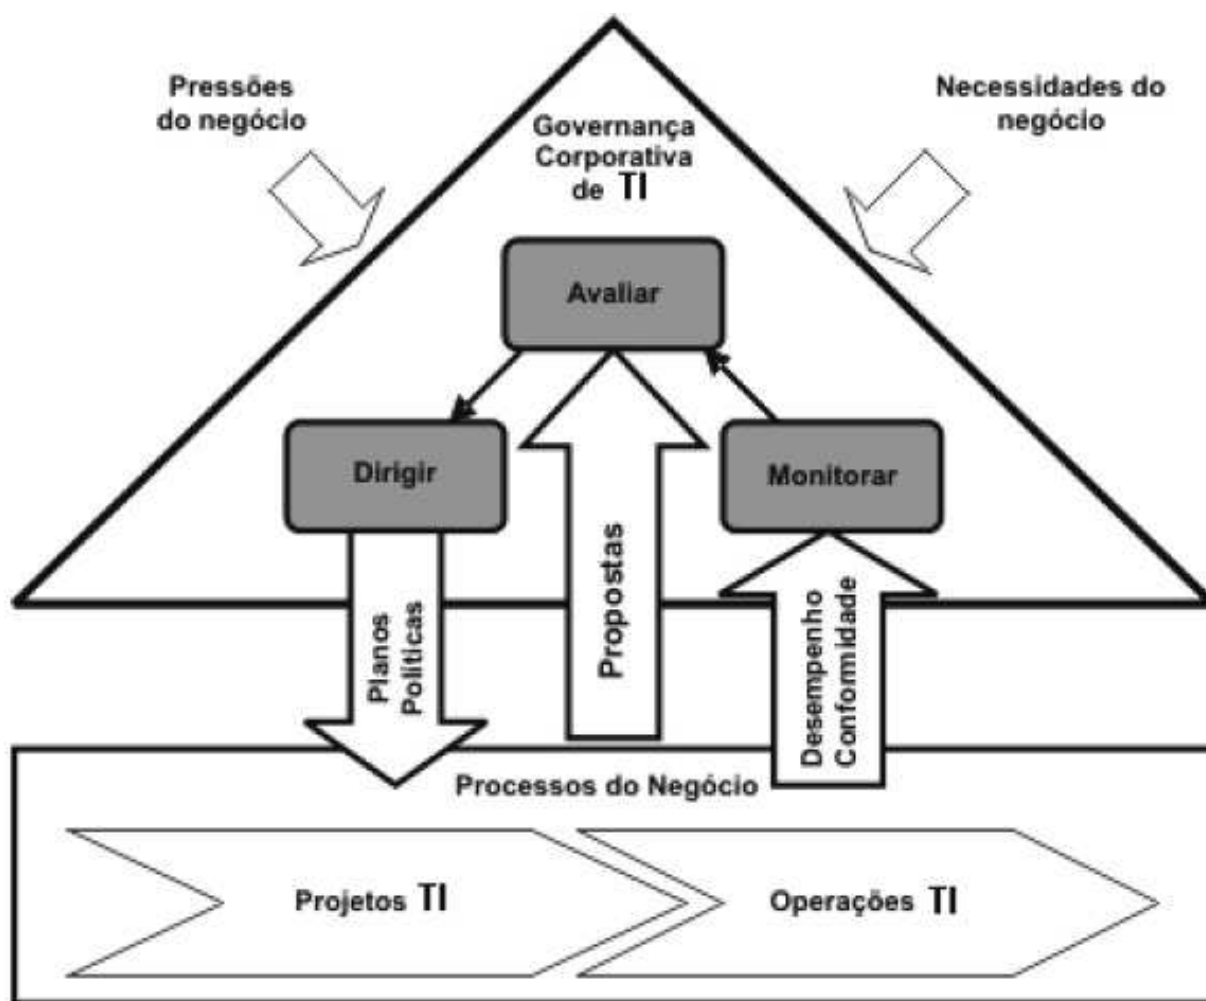 Pressões
do negócio
Necessidades do
negócio
Governança
Corporativa
de TI
Avaliar
Dirigir
Monitorar
Planos
Políticas
Propostas
Desempenho
Conformidade
Processos do Negócio
Projetos TI
Operações TI